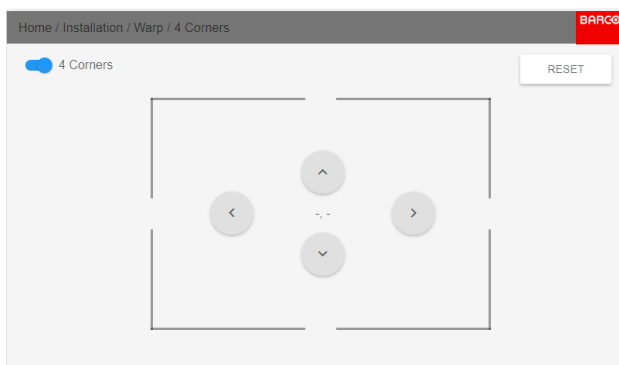 Home / Installation / Warp / 4 Corners
BARCO
4 Corners
RESET
-, -